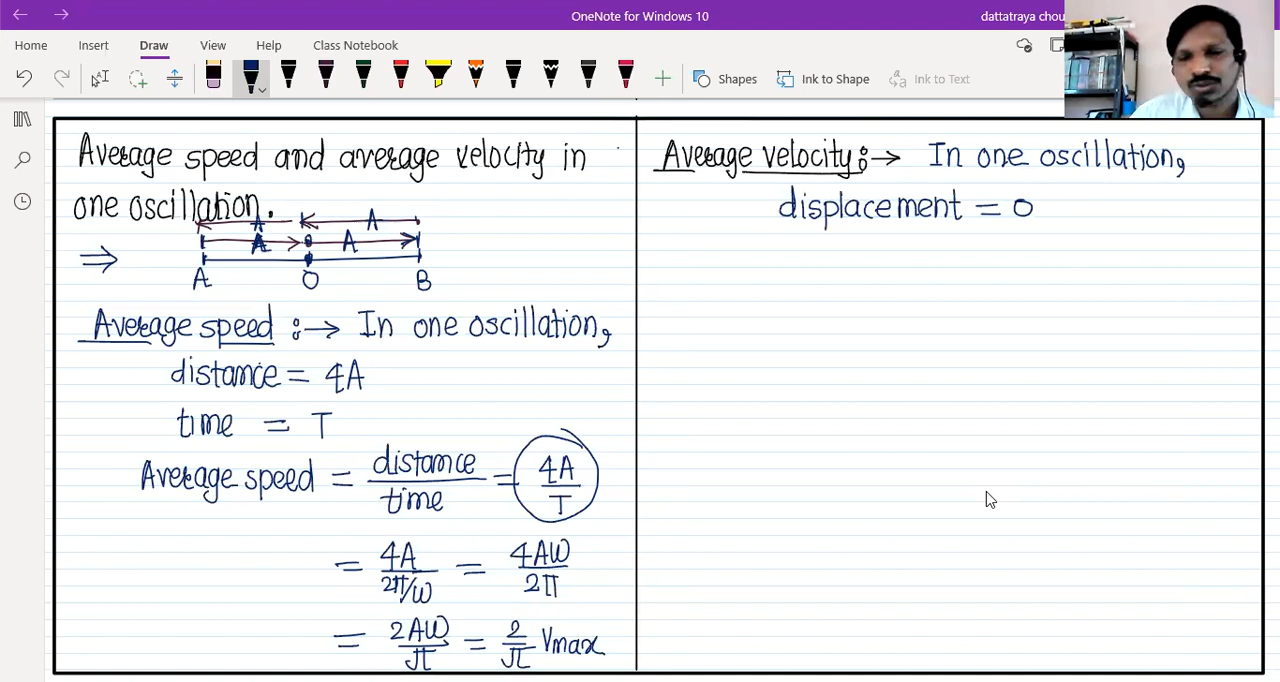 OneNote for Windows 10
dattatraya chou
Home Insert Draw View Help Class Notebook
Shapes Ink to Shape Ink to Text
Average speed and average velocity in
one oscillation.
A A
A A
⇒ A O B
Average speed :→ In one oscillation,
distance = 4A
time = T
Average speed = distance/time = 4A/T
= 4A/(2π/ω) = 4Aω/2π
= 2Aω/π = 2/π Vmax
Average velocity :→ In one oscillation,
displacement = 0